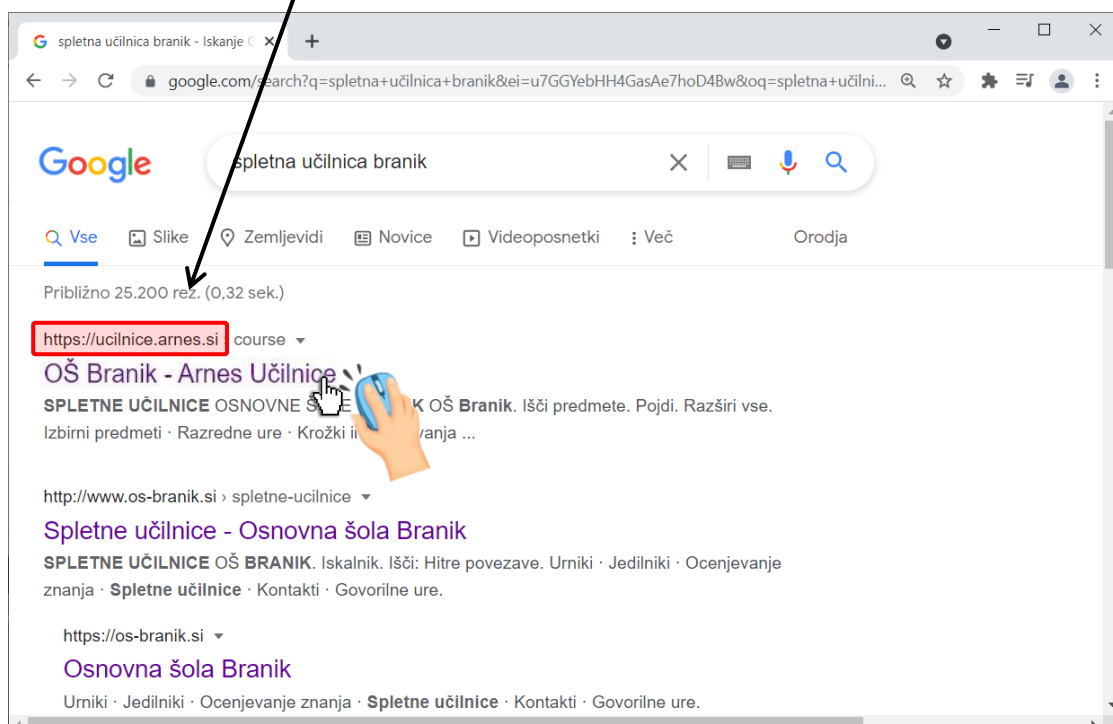 spletna učilnica branik - Iskanje G
google.com/search?q=spletna+učilnica+branik&ei=u7GGYebHH4GasAe7hoD4Bw&oq=spletna+učilni...
Google
spletna učilnica branik
Vse Slike Zemljevidi Novice Videoposnetki Več Orodja
Približno 25.200 rez. (0,32 sek.)
https://ucilnice.arnes.si › course
OŠ Branik - Arnes Učilnice
SPLETNE UČILNICE OSNOVNE OŠ Branik. Išči predmete. Pojdi. Razširi vse.
Izbirni predmeti · Razredne ure · Krožki ...
http://www.os-branik.si › spletne-ucilnice
Spletne učilnice - Osnovna šola Branik
SPLETNE UČILNICE OŠ BRANIK. Iskalnik. Išči: Hitre povezave. Urniki · Jedilniki · Ocenjevanje
znanja · Spletne učilnice · Kontakti · Govorilne ure.
https://os-branik.si
Osnovna šola Branik
Urniki · Jedilniki · Ocenjevanje znanja · Spletne učilnice · Kontakti · Govorilne ure.